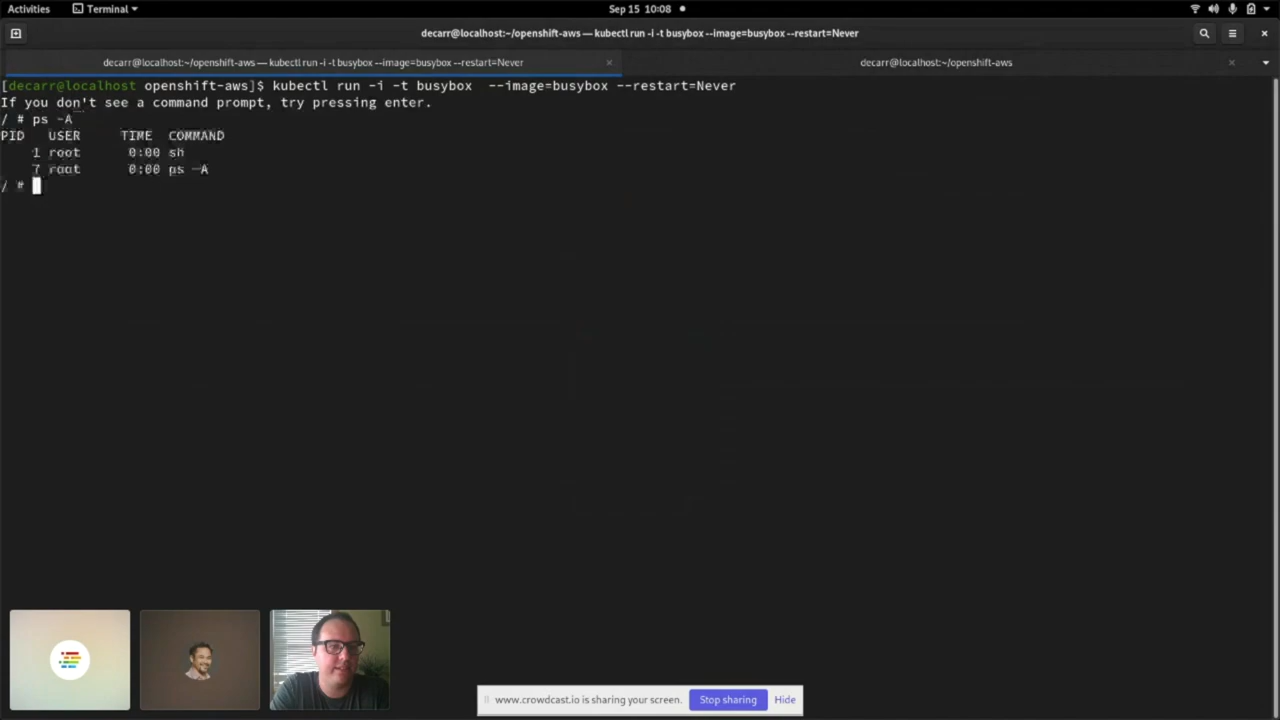 Activities
Terminal
Sep 15 10:08
decarr@localhost:~/openshift-aws — kubectl run -i -t busybox --image=busybox --restart=Never
decarr@localhost:~/openshift-aws — kubectl run -i -t busybox --image=busybox --restart=Never
decarr@localhost:~/openshift-aws
[decarr@localhost openshift-aws]$ kubectl run -i -t busybox  --image=busybox --restart=Never
If you don't see a command prompt, try pressing enter.
/ # ps -A
PID   USER     TIME  COMMAND
    1 root      0:00 sh
    7 root      0:00 ps -A
/ #
www.crowdcast.io is sharing your screen.
Stop sharing
Hide